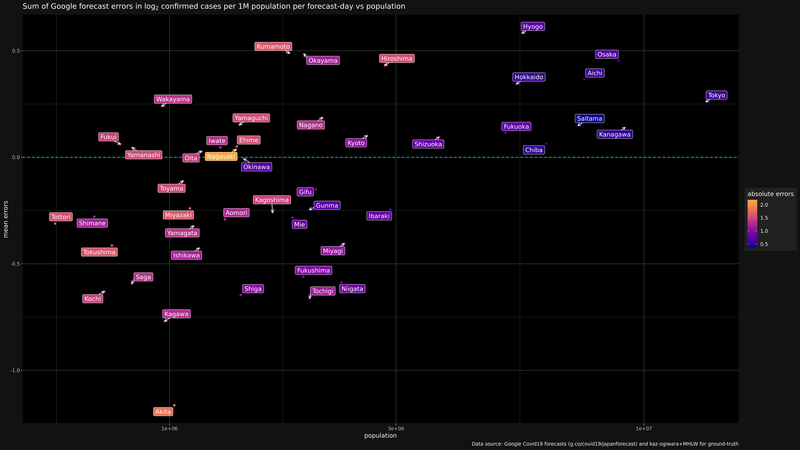 Sum of Google forecast errors in log₂ confirmed cases per 1M population per forecast-day vs population
Hyogo
Kumamoto
Okayama
Hiroshima
Osaka
0.5
Hokkaido
Aichi
Wakayama
Tokyo
Yamaguchi
Nagano
Fukuoka
Saitama
Fukui
Iwate
Ehime
Kyoto
Shizuoka
Kanagawa
Yamanashi
Oita
Nagasaki
Chiba
0.0
Okinawa
mean errors
Toyama
Gifu
absolute errors
Kagoshima
Gunma
2.0
Tottori
Shimane
Miyazaki
Aomori
Mie
Ibaraki
1.5
Yamagata
1.0
Tokushima
Ishikawa
Miyagi
0.5
-0.5
Saga
Fukushima
Kochi
Shiga
Tochigi
Niigata
Kagawa
-1.0
Akita
1e+06
3e+06
1e+07
population
Data source: Google Covid19 forecasts (g.co/covid19/japanforecast) and kaz-ogiwara+MHLW for ground-truth